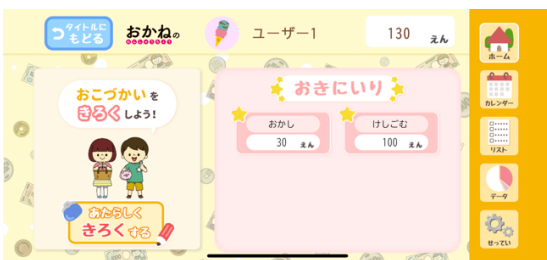 タイトルに
もどる
おかねの
ユーザー1
130 えん
おこづかいを
きろくしよう!
あたらしく
きろくする
おきにいり
おかし
30 えん
けしごむ
100 えん
ホーム
カレンダー
リスト
データ
せってい